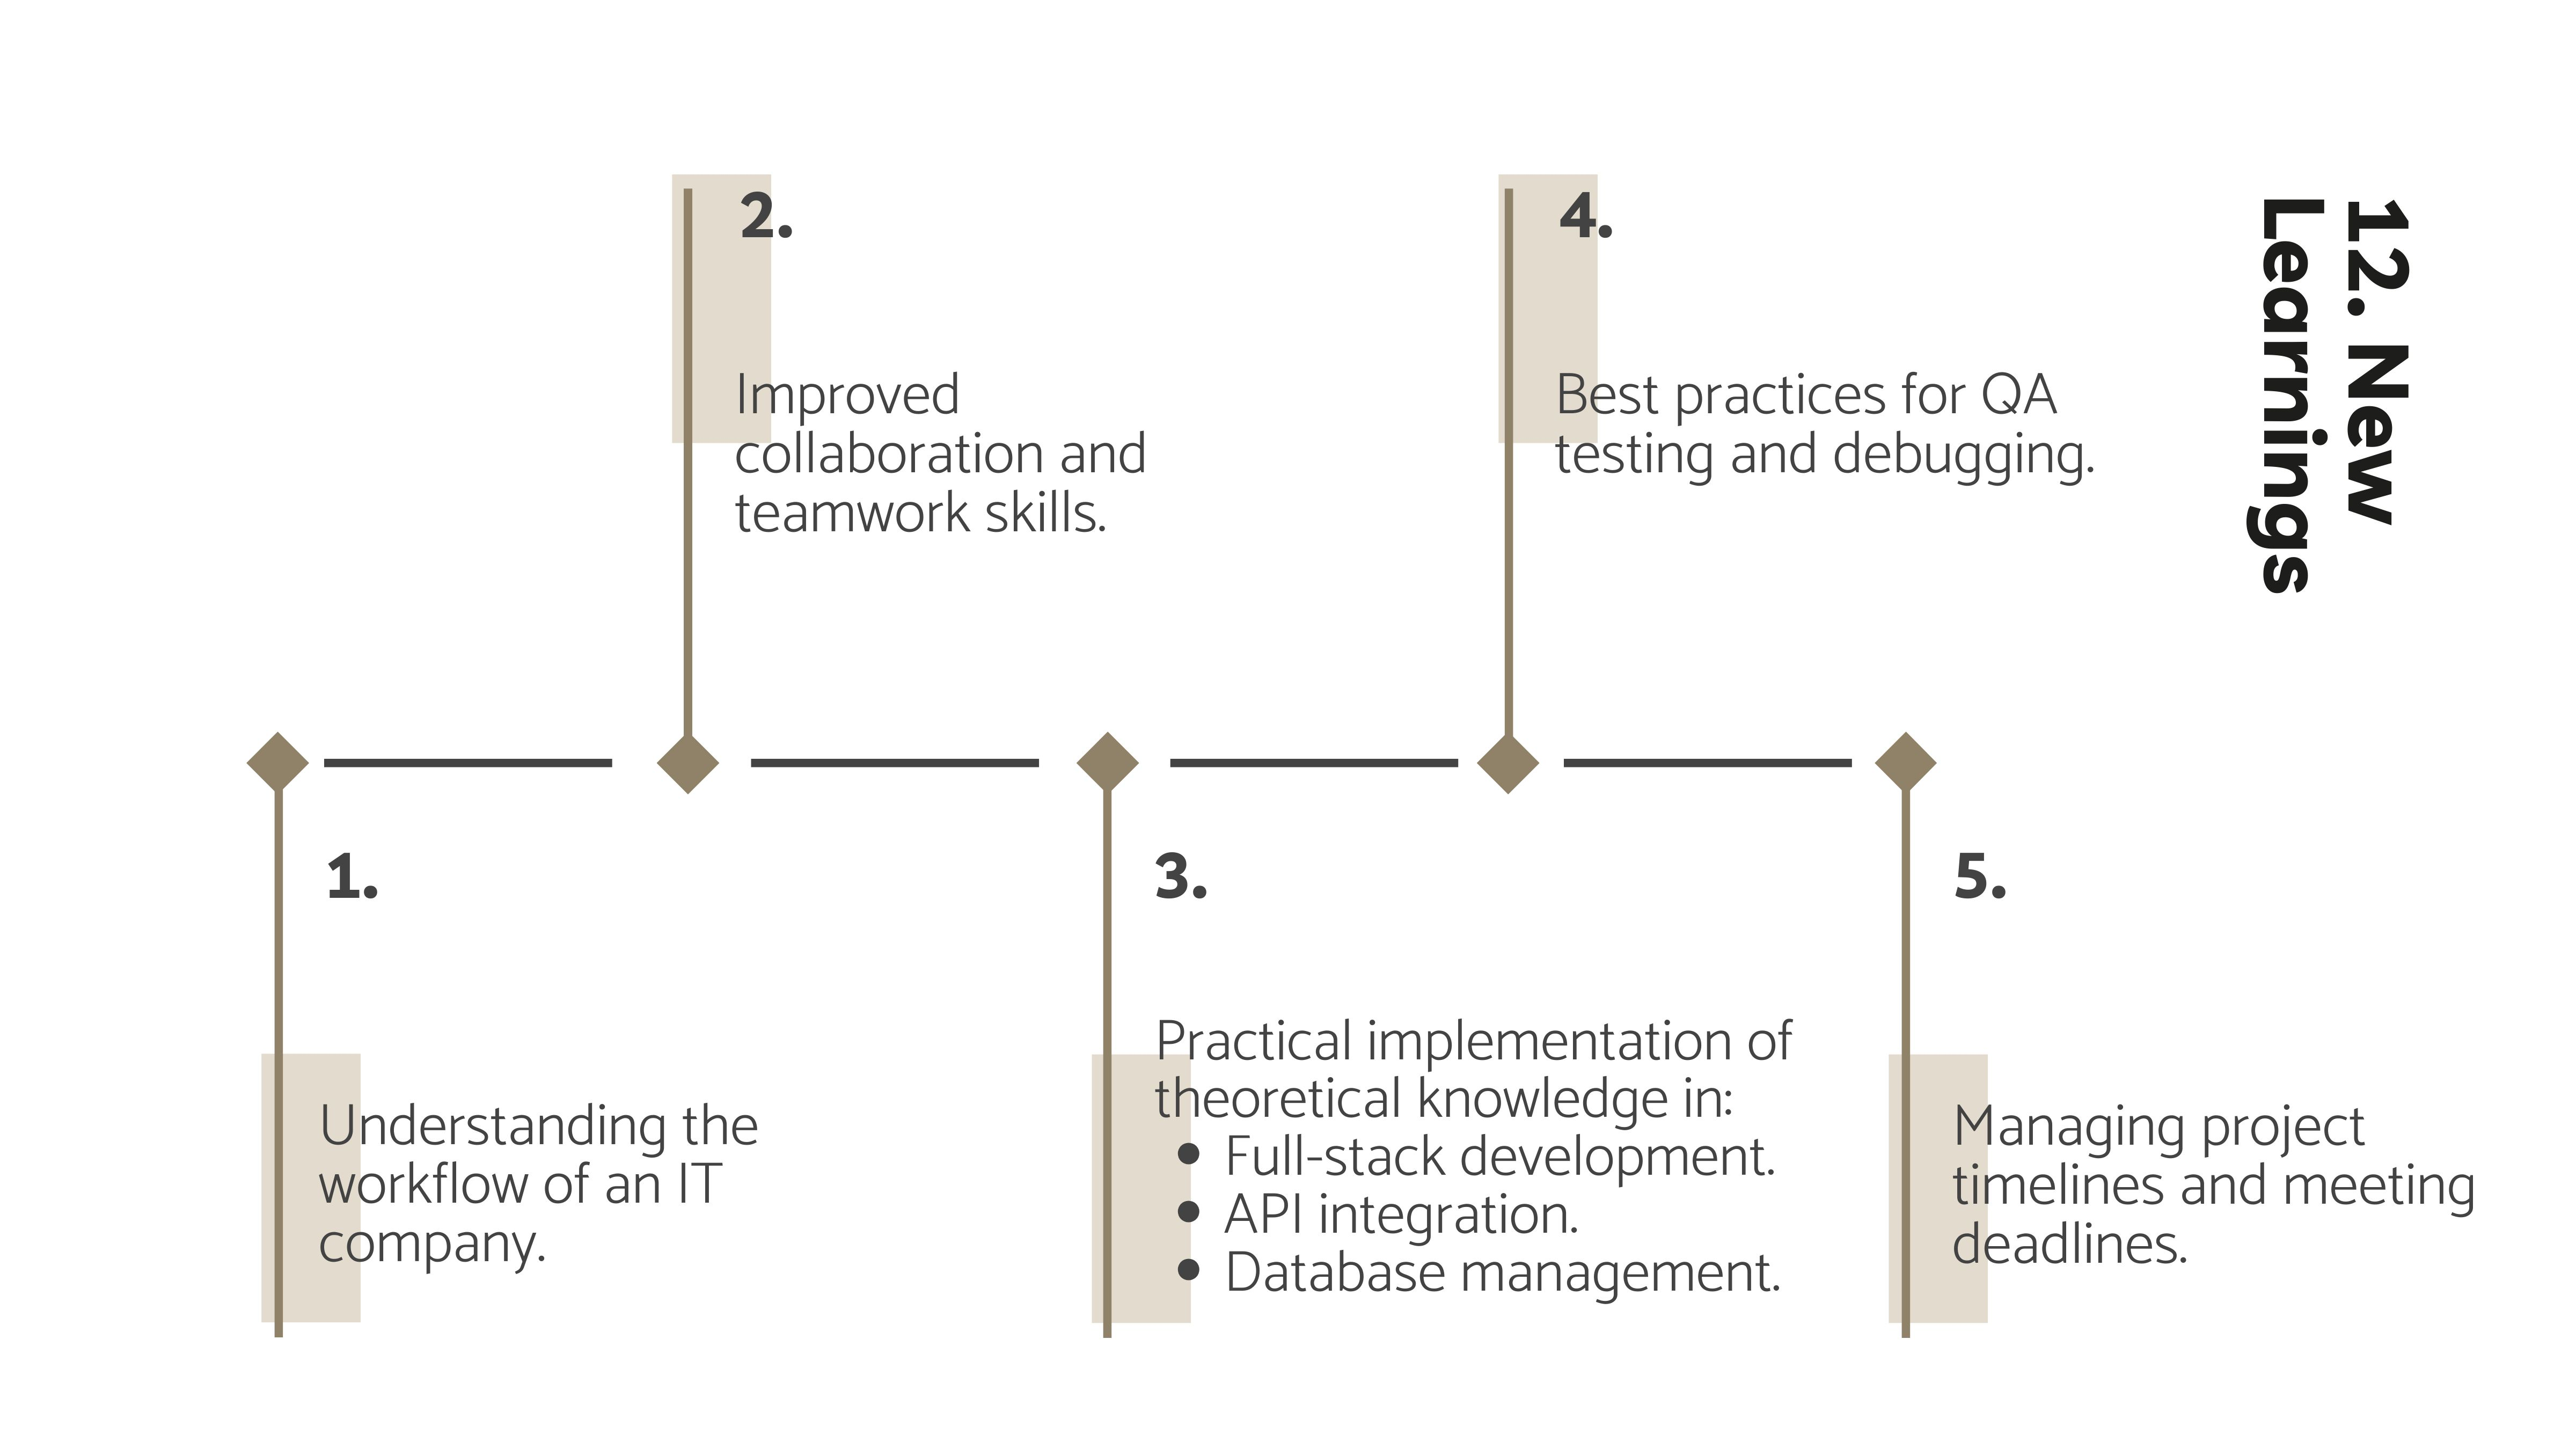 12. New
Learnings
1.
Understanding the
workflow of an IT
company.
2.
Improved
collaboration and
teamwork skills.
3.
Practical implementation of
theoretical knowledge in:
• Full-stack development.
• API integration.
• Database management.
4.
Best practices for QA
testing and debugging.
5.
Managing project
timelines and meeting
deadlines.